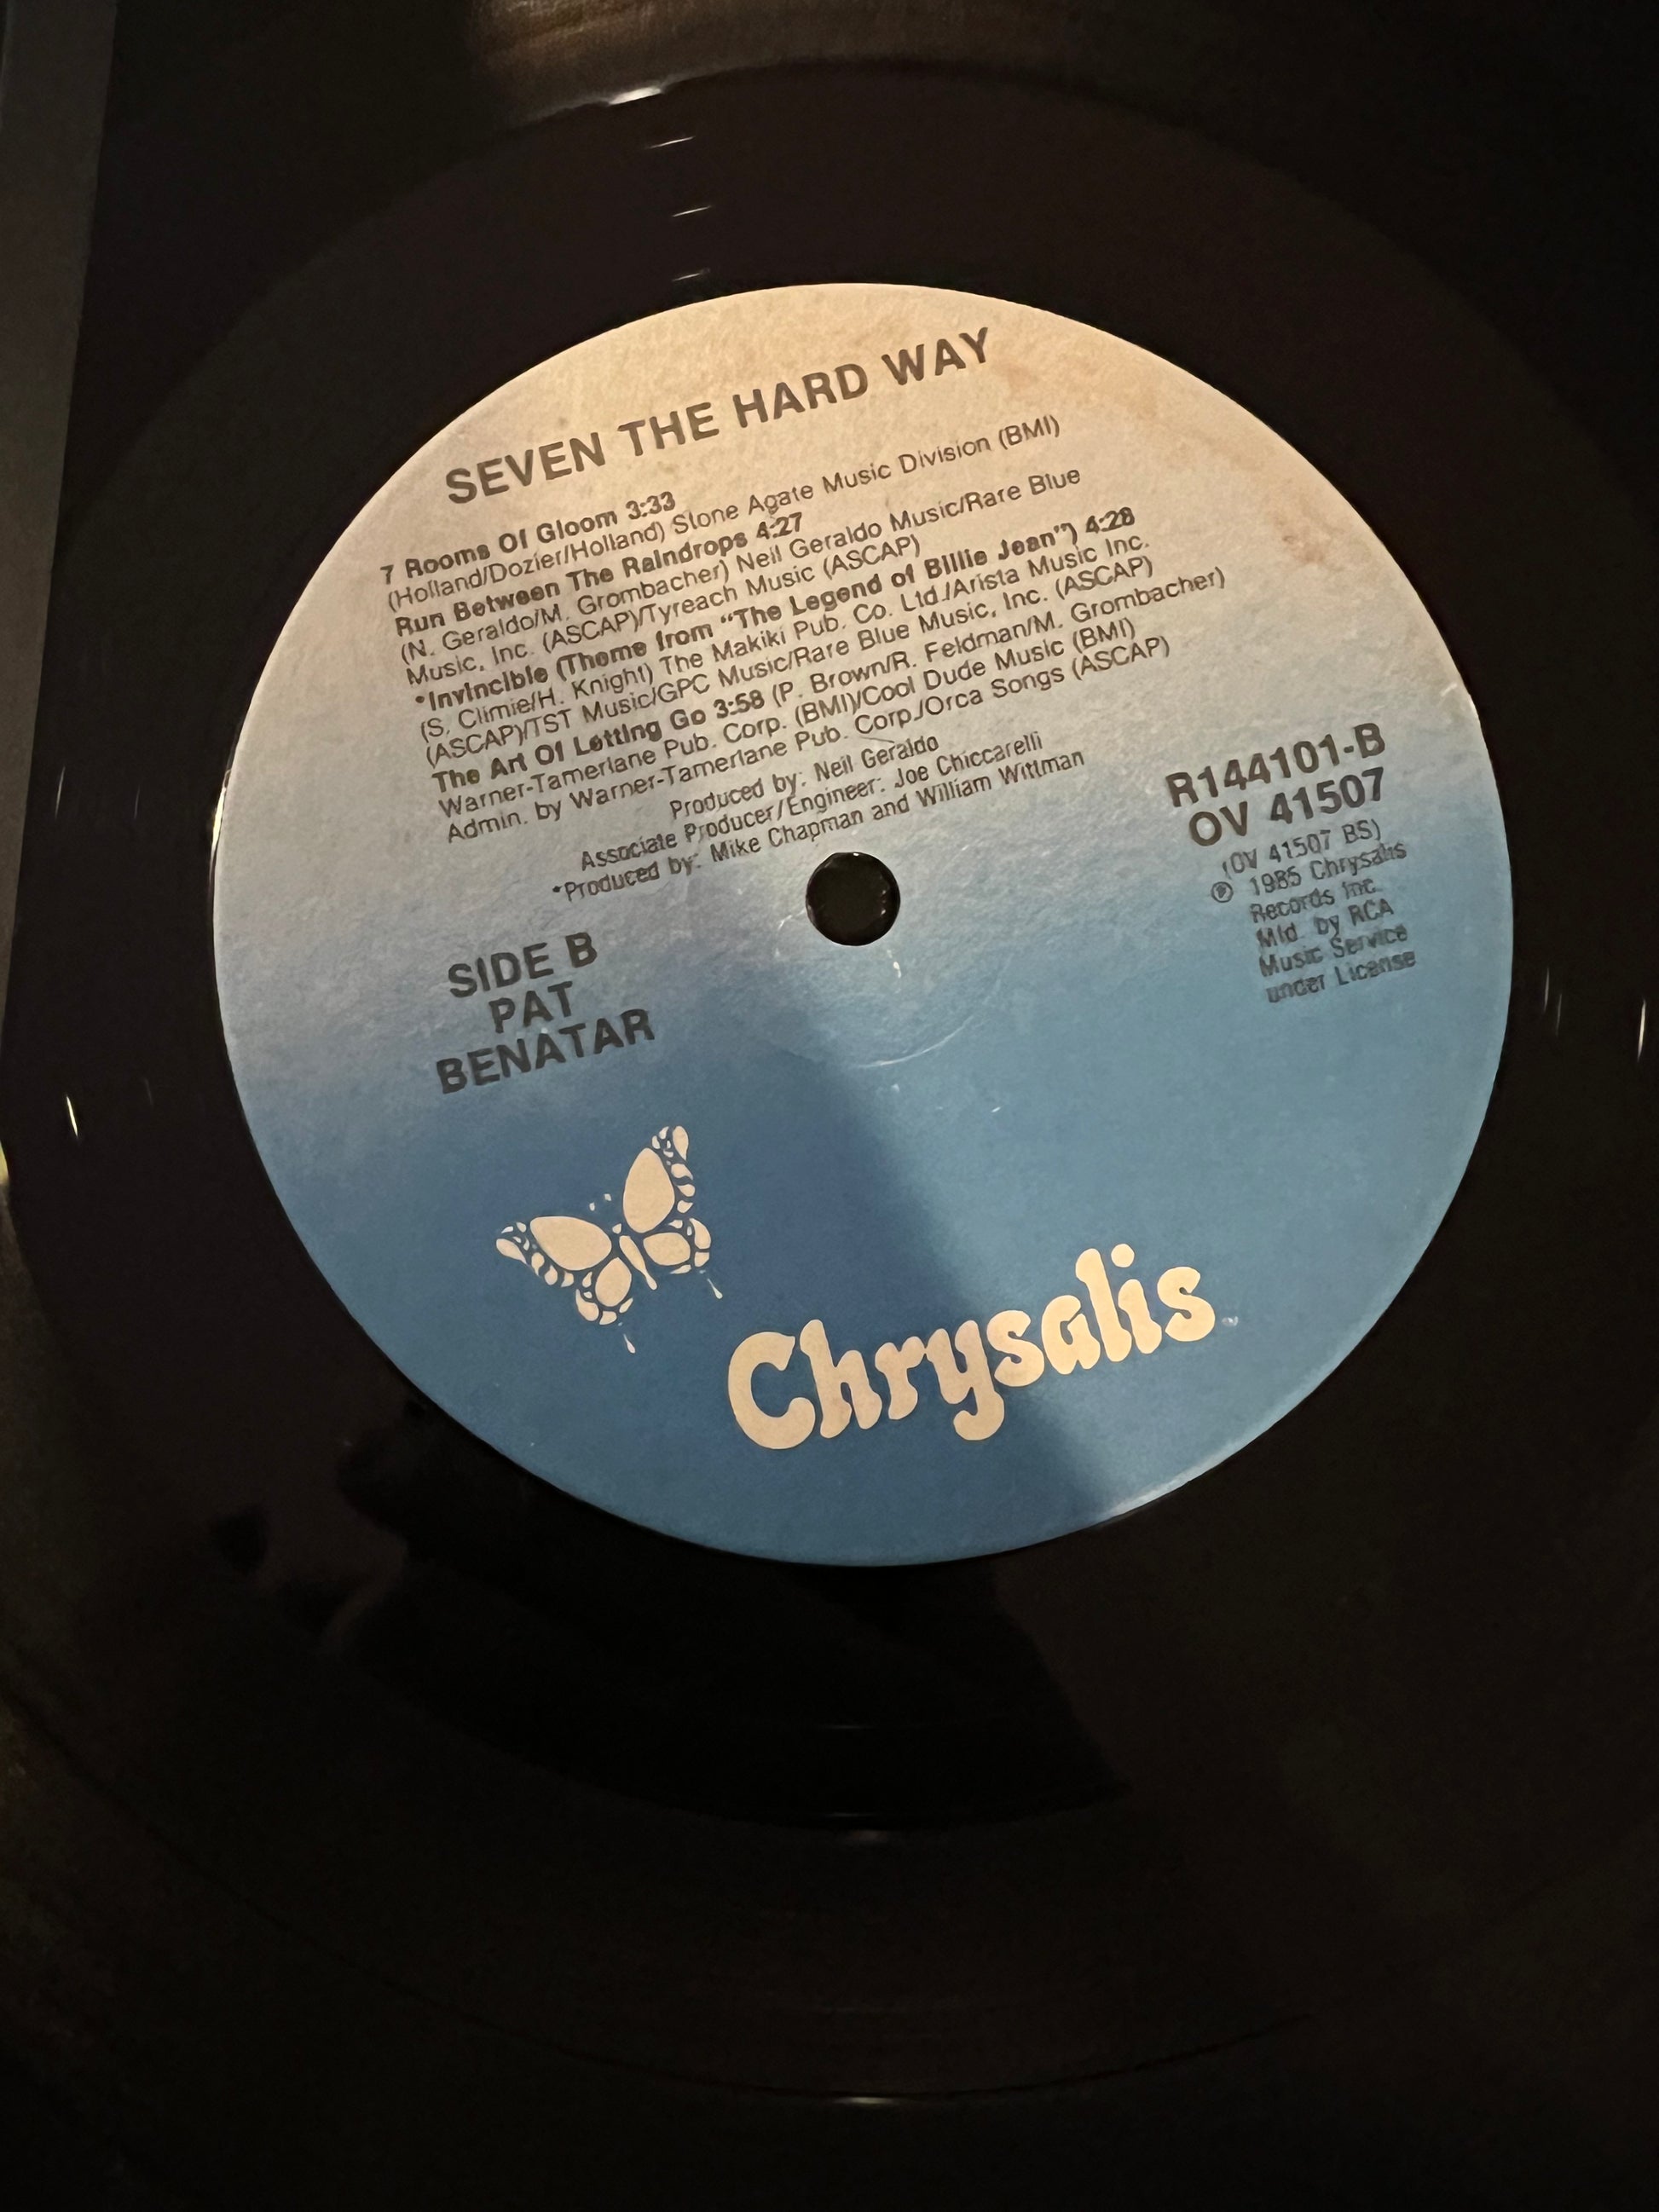 SEVEN THE HARD WAY
7 Rooms Of Gloom 3:33
(Holland/Dozier/Holland) Stone Agate Music Division (BMI)
Run Between The Raindrops 4:27
(N. Geraldo/M. Grombacher) Neil Geraldo Music/Rare Blue
Music, Inc. (ASCAP)/Tyreach Music (ASCAP)
*Invincible (Theme from "The Legend of Billie Jean") 4:28
(S. Climie/H. Knight) The Makiki Pub. Co. Ltd./Arista Music Inc.
(ASCAP)/TST Music/GPC Music/Rare Blue Music, Inc. (ASCAP)
The Art Of Letting Go 3:58 (P. Brown/R. Feldman/M. Grombacher)
Warner-Tamerlane Pub. Corp. (BMI)/Cool Dude Music (BMI)
Admin. by Warner-Tamerlane Pub. Corp./Orca Songs (ASCAP)
Produced by: Neil Geraldo
Associate Producer/Engineer: Joe Chiccarelli
*Produced by: Mike Chapman and William Wittman
R144101-B
OV 41507
(OV 41507 BS)
℗ 1985 Chrysalis
Records Inc.
Mfd. by RCA
Music Service
under License
SIDE B
PAT
BENATAR
Chrysalis